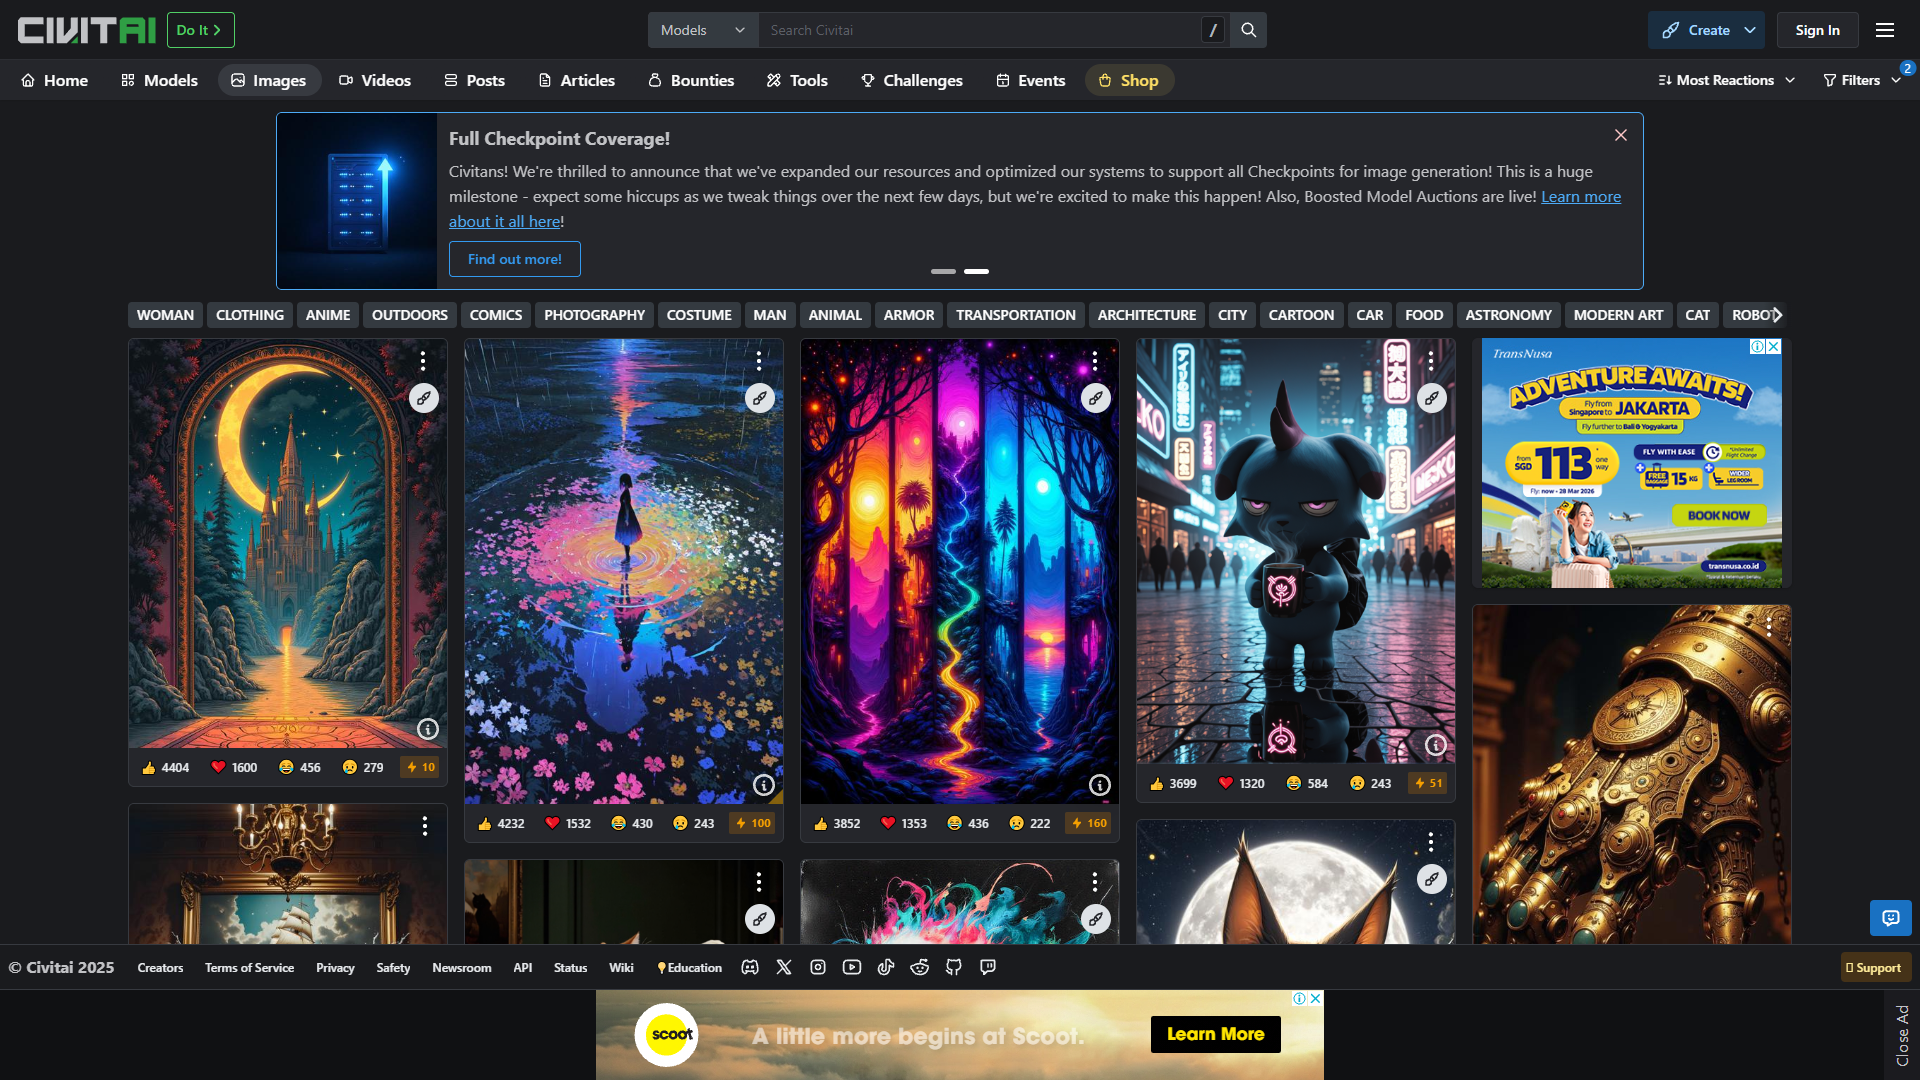 CIVITAI
Do It
Models
Search Civitai
/
Create
Sign In
Home
Models
Images
Videos
Posts
Articles
Bounties
Tools
Challenges
Events
Shop
Most Reactions
Filters
2
Full Checkpoint Coverage!
Civitans! We're thrilled to announce that we've expanded our resources and optimized our systems to support all Checkpoints for image generation! This is a huge
milestone - expect some hiccups as we tweak things over the next few days, but we're excited to make this happen! Also, Boosted Model Auctions are live! Learn more
about it all here!
Find out more!
WOMAN
CLOTHING
ANIME
OUTDOORS
COMICS
PHOTOGRAPHY
COSTUME
MAN
ANIMAL
ARMOR
TRANSPORTATION
ARCHITECTURE
CITY
CARTOON
CAR
FOOD
ASTRONOMY
MODERN ART
CAT
ROBOT
TransNusa
ADVENTURE AWAITS!
Fly from
Singapore to JAKARTA
Fly further to Bali & Yogyakarta
from
SGD 113* one way
Fly: now - 28 Mar 2026
FLY WITH EASE
*Unlimited Flight Change
FREE BAGGAGE 15 KG
WIDER LEGROOM
BOOK NOW
transnusa.co.id
4404 1600 456 279 10
4232 1532 430 243 100
3852 1353 436 222 160
3699 1320 584 243 51
© Civitai 2025
Creators
Terms of Service
Privacy
Safety
Newsroom
API
Status
Wiki
Education
Support
scoot
A little more begins at Scoot.
Learn More
Close Ad